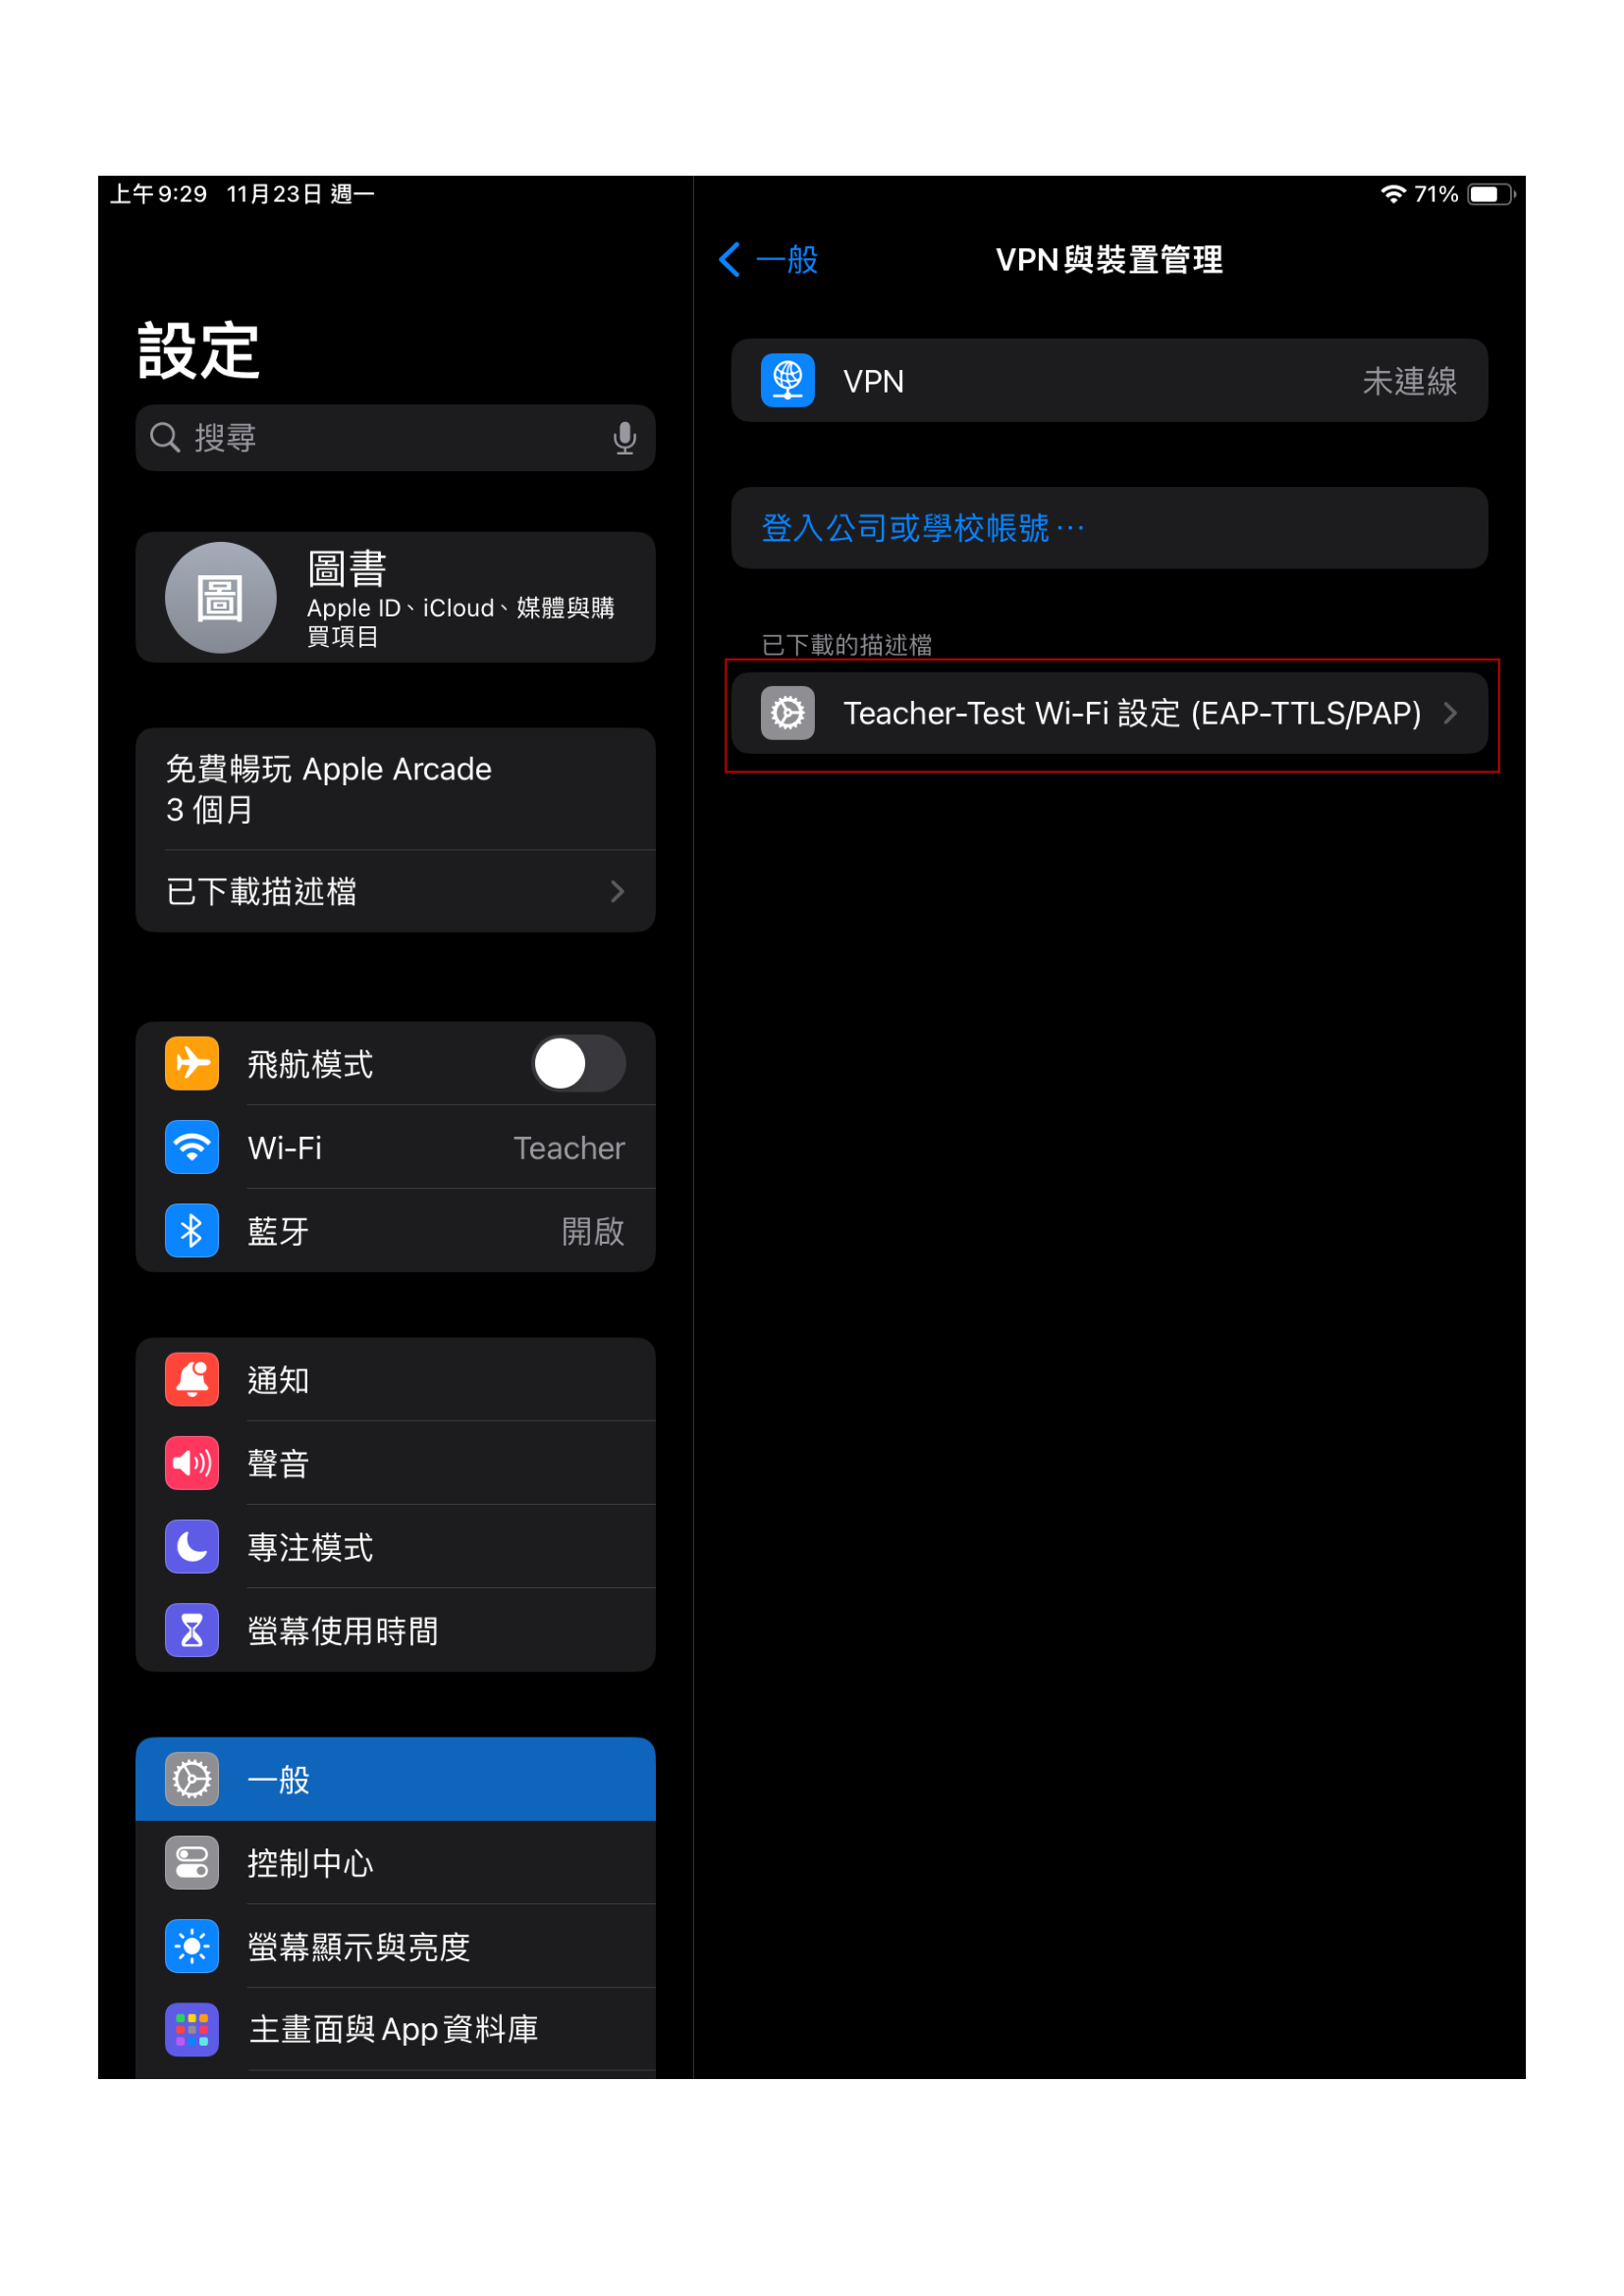 上午9:29 11月23日 週一
71%
設定
搜尋
圖
圖書
Apple ID、iCloud、媒體與購
買項目
免費暢玩 Apple Arcade
3 個月
已下載描述檔
飛航模式
Wi-Fi Teacher
藍牙 開啟
通知
聲音
專注模式
螢幕使用時間
一般
控制中心
螢幕顯示與亮度
主畫面與 App 資料庫
一般 VPN與裝置管理
VPN 未連線
登入公司或學校帳號⋯
已下載的描述檔
Teacher-Test Wi-Fi 設定 (EAP-TTLS/PAP)